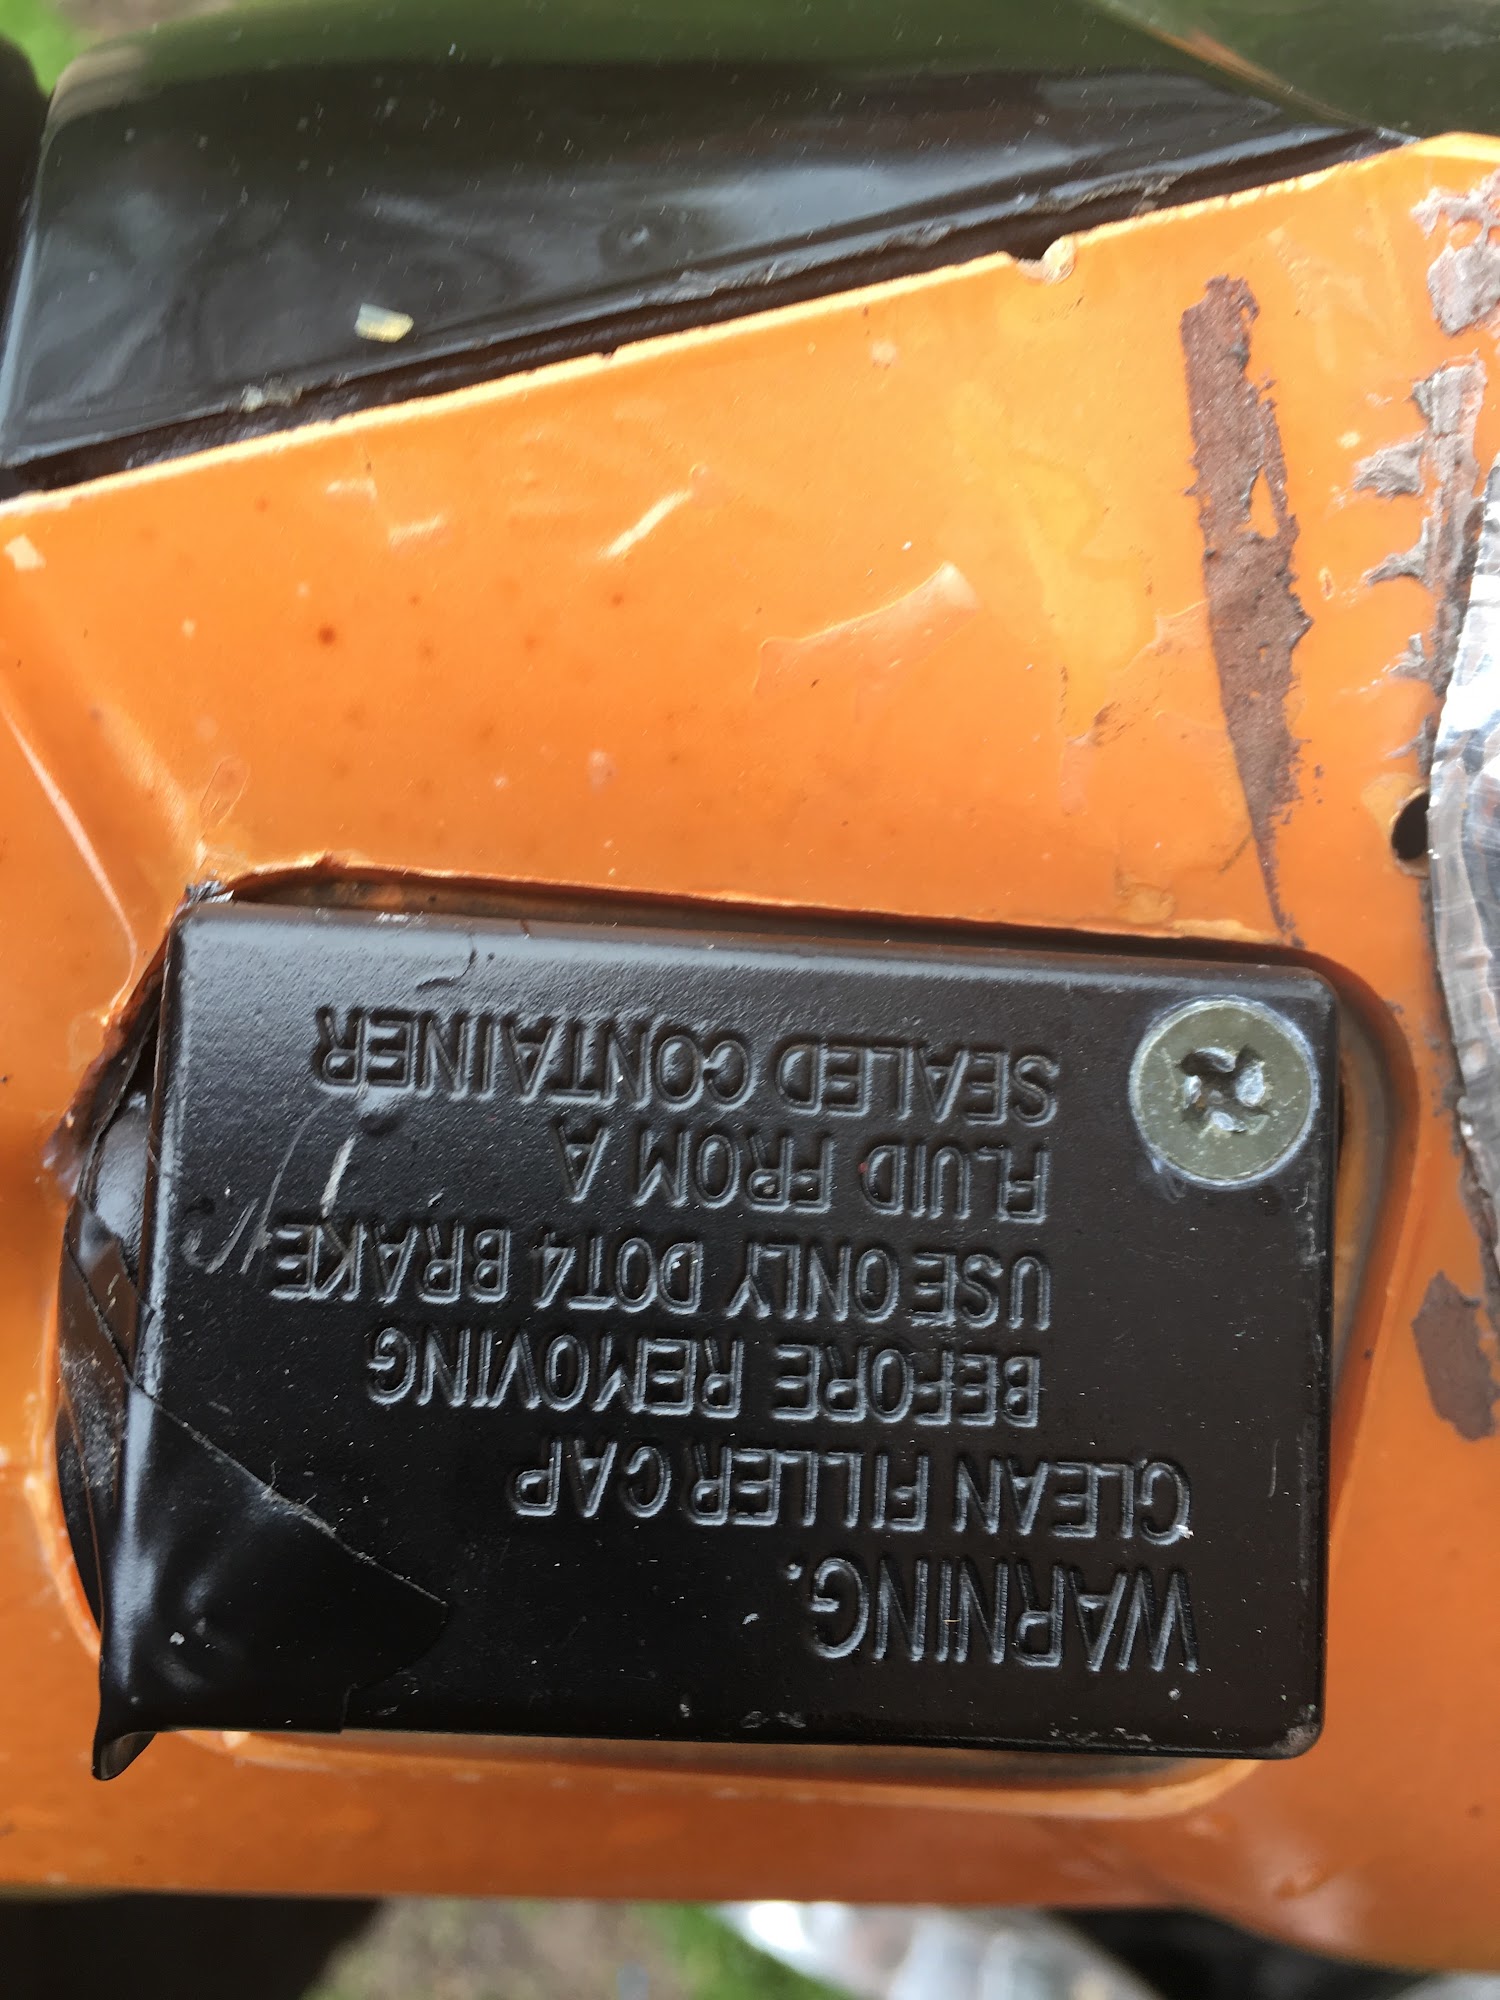 WARNING.
CLEAN FILLER CAP
BEFORE REMOVING
USE ONLY DOT4 BRAKE
FLUID FROM A
SEALED CONTAINER